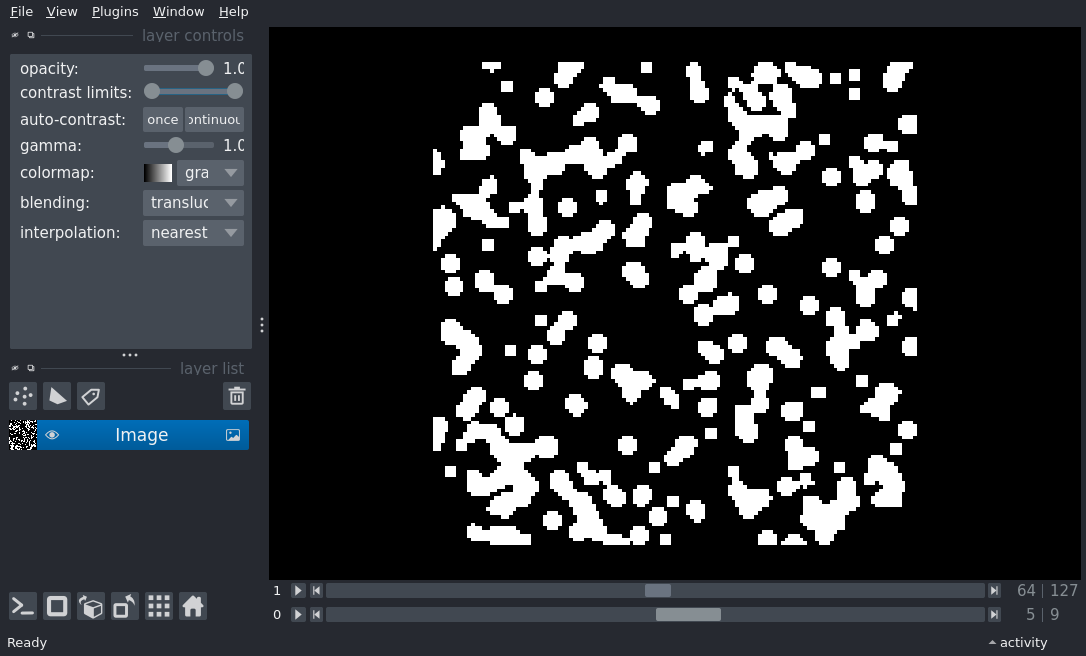 File View Plugins Window Help
layer controls
opacity: 1.0
contrast limits:
auto-contrast: once ontinuou
gamma: 1.0
colormap: gra
blending: transluc
interpolation: nearest
layer list
Image
1 64 127
0 5 9
Ready activity